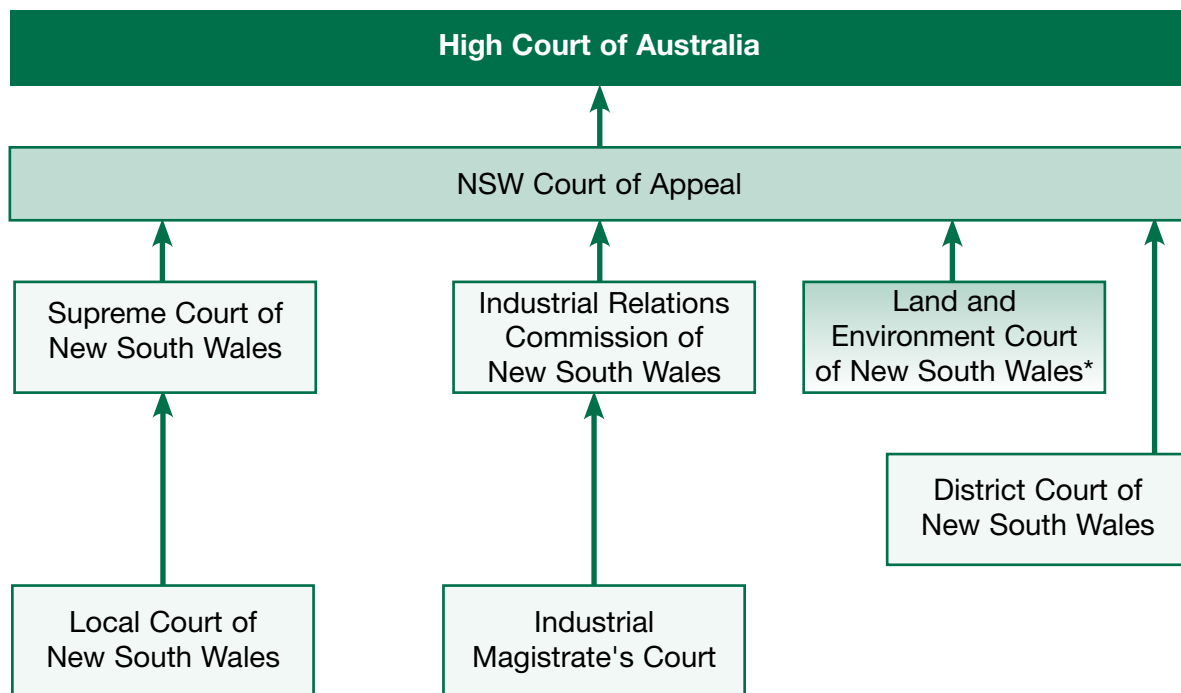 High Court of Australia
NSW Court of Appeal
Supreme Court of
New South Wales
Industrial Relations
Commission of
New South Wales
Land and
Environment Court
of New South Wales*
District Court of
New South Wales
Local Court of
New South Wales
Industrial
Magistrate's Court